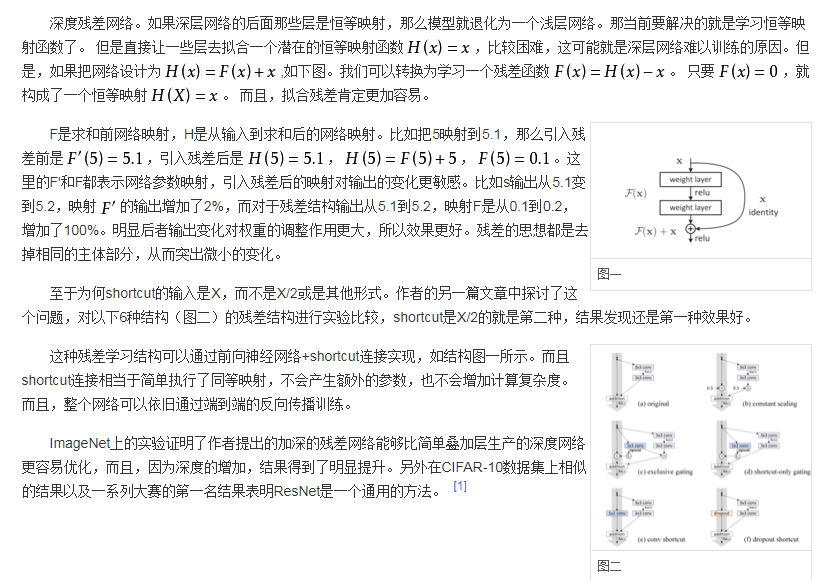 深度残差网络。如果深层网络的后面那些层是恒等映射，那么模型就退化为一个浅层网络。那当前要解决的就是学习恒等映
射函数了。 但是直接让一些层去拟合一个潜在的恒等映射函数 H(x) = x ，比较困难，这可能就是深层网络难以训练的原因。但
是，如果把网络设计为 H(x) = F(x) + x ,如下图。我们可以转换为学习一个残差函数 F(x) = H(x) − x 。 只要 F(x) = 0 ，就
构成了一个恒等映射 H(X) = x 。 而且，拟合残差肯定更加容易。
F是求和前网络映射，H是从输入到求和后的网络映射。比如把5映射到5.1，那么引入残
差前是 F′(5) = 5.1 ，引入残差后是 H(5) = 5.1 ， H(5) = F(5) + 5 ， F(5) = 0.1 。这
里的F'和F都表示网络参数映射，引入残差后的映射对输出的变化更敏感。比如s输出从5.1变
到5.2，映射 F′ 的输出增加了2%，而对于残差结构输出从5.1到5.2，映射F是从0.1到0.2，
增加了100%。明显后者输出变化对权重的调整作用更大，所以效果更好。残差的思想都是去
掉相同的主体部分，从而突出微小的变化。
x
weight layer
F(x)
relu
weight layer
x
identity
F(x) + x
relu
图一
至于为何shortcut的输入是X，而不是X/2或是其他形式。作者的另一篇文章中探讨了这
个问题，对以下6种结构（图二）的残差结构进行实验比较，shortcut是X/2的就是第二种，结果发现还是第一种效果好。
这种残差学习结构可以通过前向神经网络+shortcut连接实现，如结构图一所示。而且
shortcut连接相当于简单执行了同等映射，不会产生额外的参数，也不会增加计算复杂度。
而且，整个网络可以依旧通过端到端的反向传播训练。
ImageNet上的实验证明了作者提出的加深的残差网络能够比简单叠加层生产的深度网络
更容易优化，而且，因为深度的增加，结果得到了明显提升。另外在CIFAR-10数据集上相似
的结果以及一系列大赛的第一名结果表明ResNet是一个通用的方法。 [1]
3x3 conv
3x3 conv
(a) original
3x3 conv
0.5
0.5
3x3 conv
(b) constant scaling
(c) exclusive gating
(d) shortcut-only gating
(e) conv shortcut
dropout
(f) dropout shortcut
图二